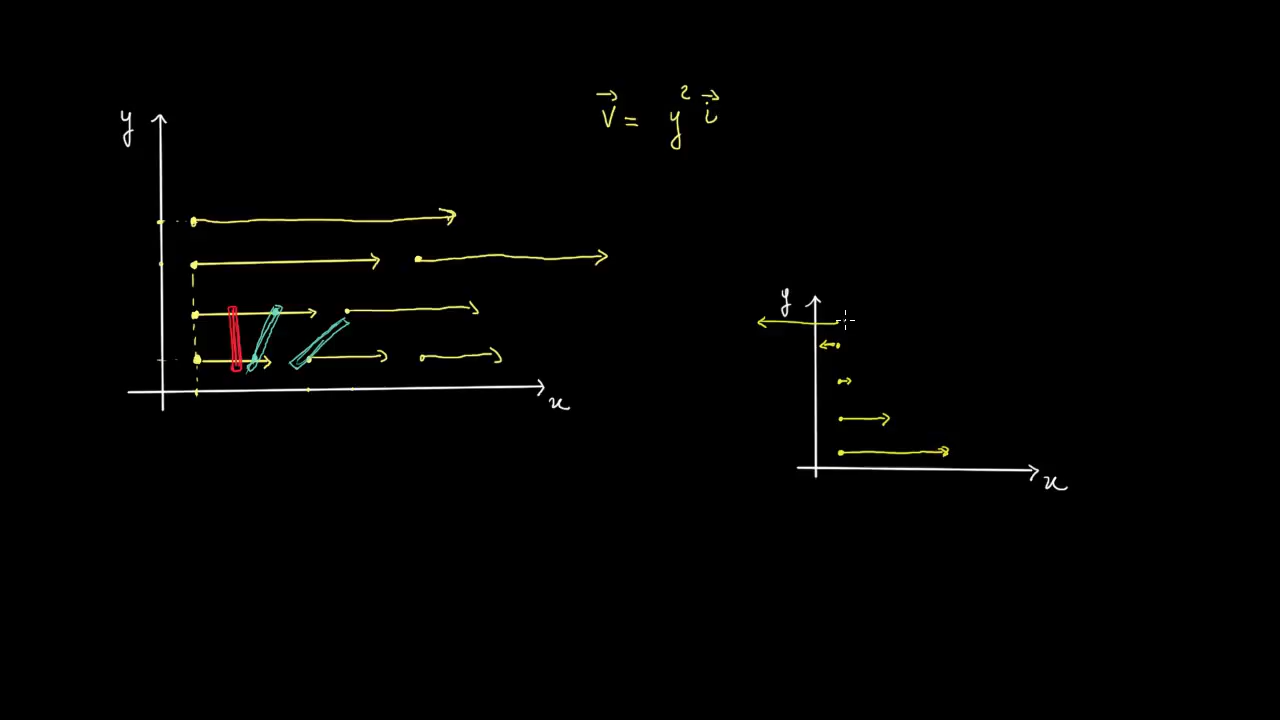 y
V⃗ = y² i⃗
x
y
x